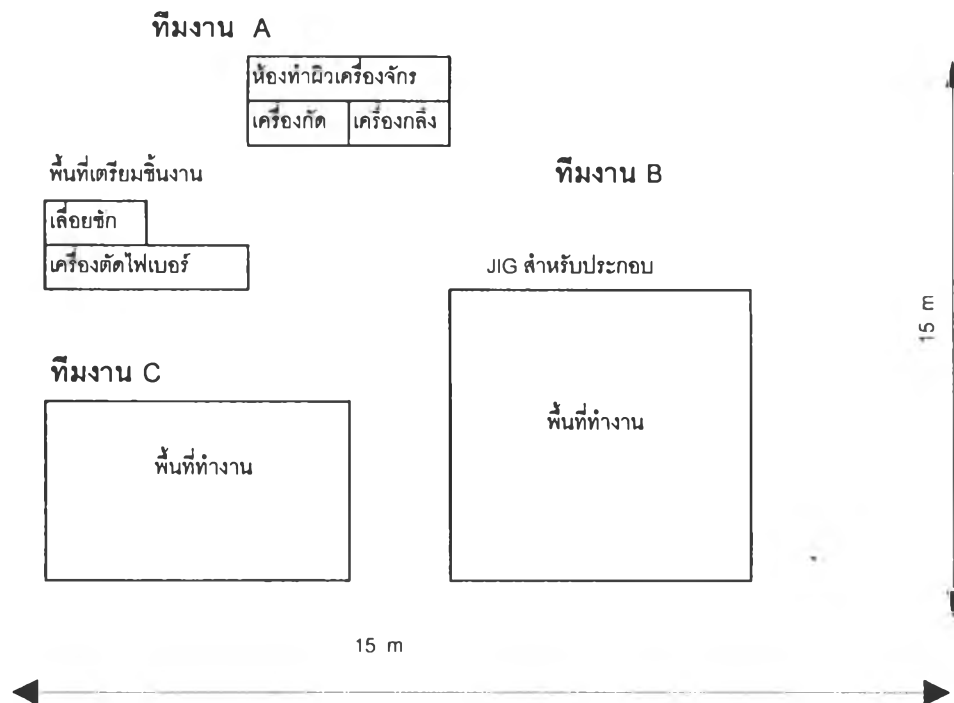 ทีมงาน A
ห้องทำผิวเครื่องจักร
เครื่องกัด เครื่องกลึง
พื้นที่เตรียมชิ้นงาน
ทีมงาน B
เลื่อยชัก
เครื่องตัดไฟเบอร์
JIG สำหรับประกอบ
15 m
ทีมงาน C
พื้นที่ทำงาน
พื้นที่ทำงาน
15 m